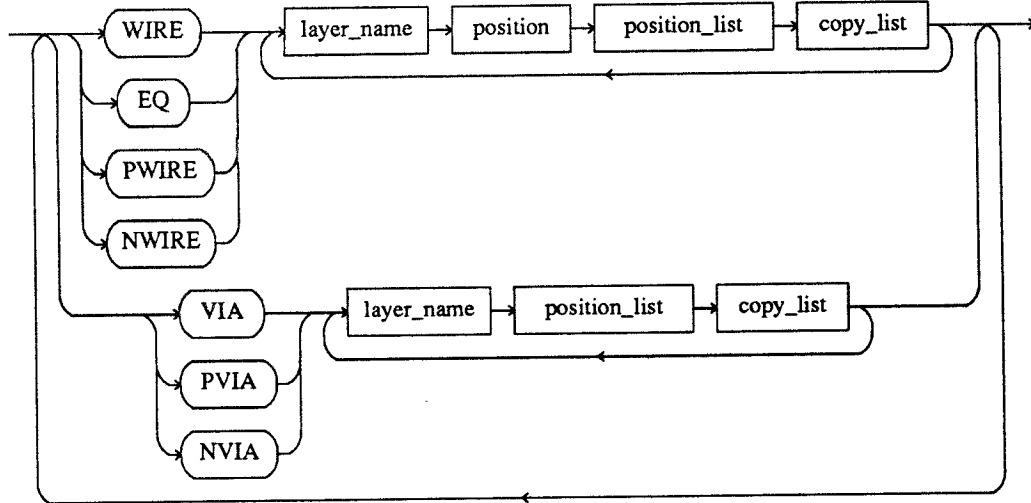 WIRE layer_name position position_list copy_list
EQ
PWIRE
NWIRE
VIA layer_name position_list copy_list
PVIA
NVIA